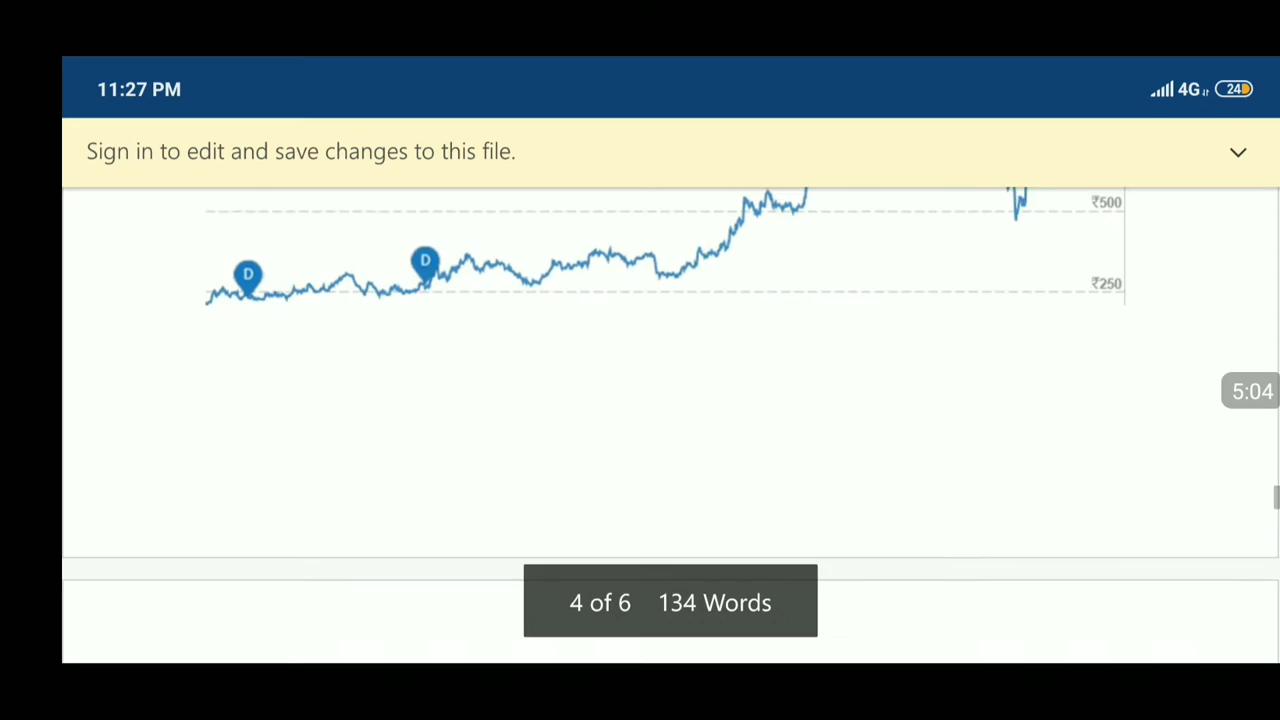 11:27 PM 4G 24
Sign in to edit and save changes to this file.
₹500
D
D
₹250
5:04
4 of 6 134 Words